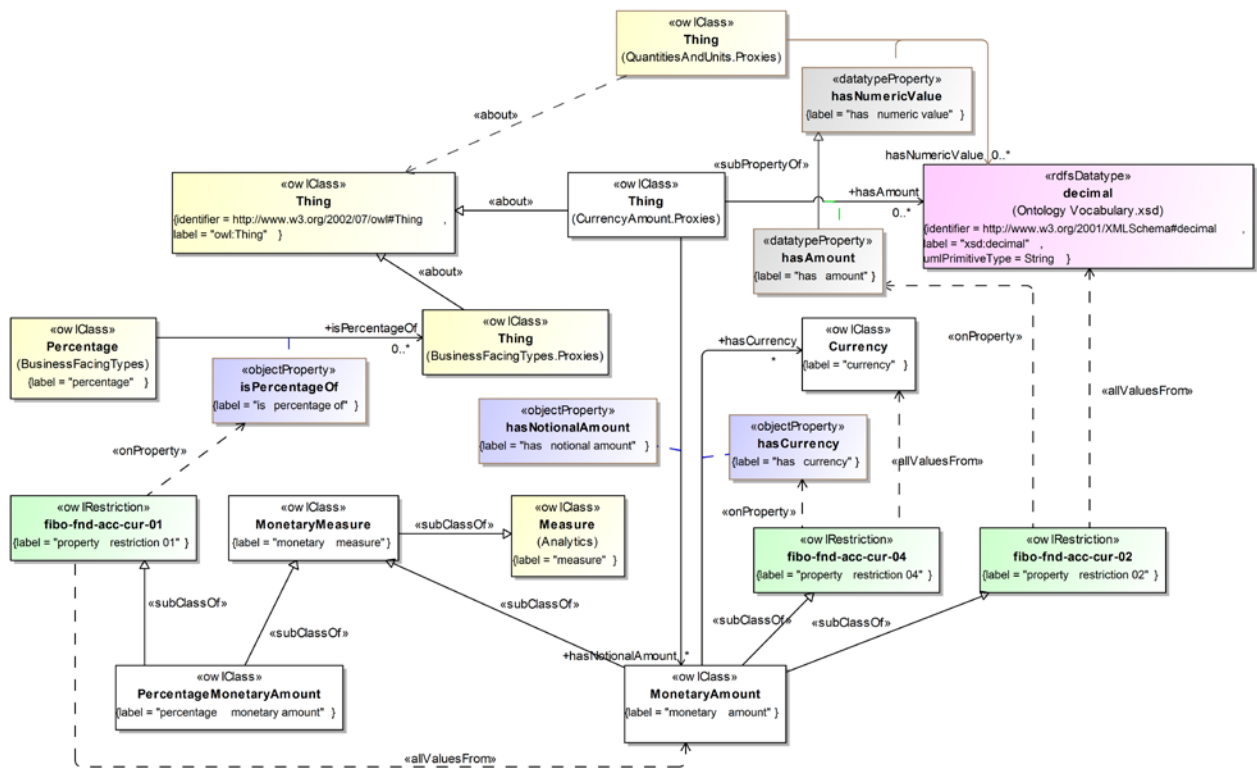 «owlClass»
Thing
(QuantitiesAndUnits.Proxies)
«datatypeProperty»
hasNumericValue
{label = "has numeric value" }
«about»
«subPropertyOf»
hasNumericValue 0..*
«owlClass»
Thing
{identifier = http://www.w3.org/2002/07/owl#Thing ,
label = "owl:Thing" }
«about»
«owlClass»
Thing
(CurrencyAmount.Proxies)
+hasAmount
0..*
«rdfsDatatype»
decimal
(Ontology Vocabulary.xsd)
{identifier = http://www.w3.org/2001/XMLSchema#decimal ,
label = "xsd:decimal" ,
umlPrimitiveType = String }
«datatypeProperty»
hasAmount
{label = "has amount" }
«about»
«owlClass»
Percentage
(BusinessFacingTypes)
{label = "percentage" }
+isPercentageOf
0..*
«owlClass»
Thing
(BusinessFacingTypes.Proxies)
+hasCurrency
*
«owlClass»
Currency
{label = "currency" }
«onProperty»
«allValuesFrom»
«objectProperty»
isPercentageOf
{label = "is percentage of" }
«objectProperty»
hasNotionalAmount
{label = "has notional amount" }
«objectProperty»
hasCurrency
{label = "has currency" }
«onProperty»
«allValuesFrom»
«onProperty»
«owlRestriction»
fibo-fnd-acc-cur-01
{label = "property restriction 01" }
«owlClass»
MonetaryMeasure
{label = "monetary measure" }
«subClassOf»
«owlClass»
Measure
(Analytics)
{label = "measure" }
«owlRestriction»
fibo-fnd-acc-cur-04
{label = "property restriction 04" }
«owlRestriction»
fibo-fnd-acc-cur-02
{label = "property restriction 02" }
«subClassOf»
«subClassOf»
«subClassOf»
«subClassOf»
«subClassOf»
+hasNotionalAmount *
«owlClass»
PercentageMonetaryAmount
{label = "percentage monetary amount" }
«owlClass»
MonetaryAmount
{label = "monetary amount" }
«allValuesFrom»